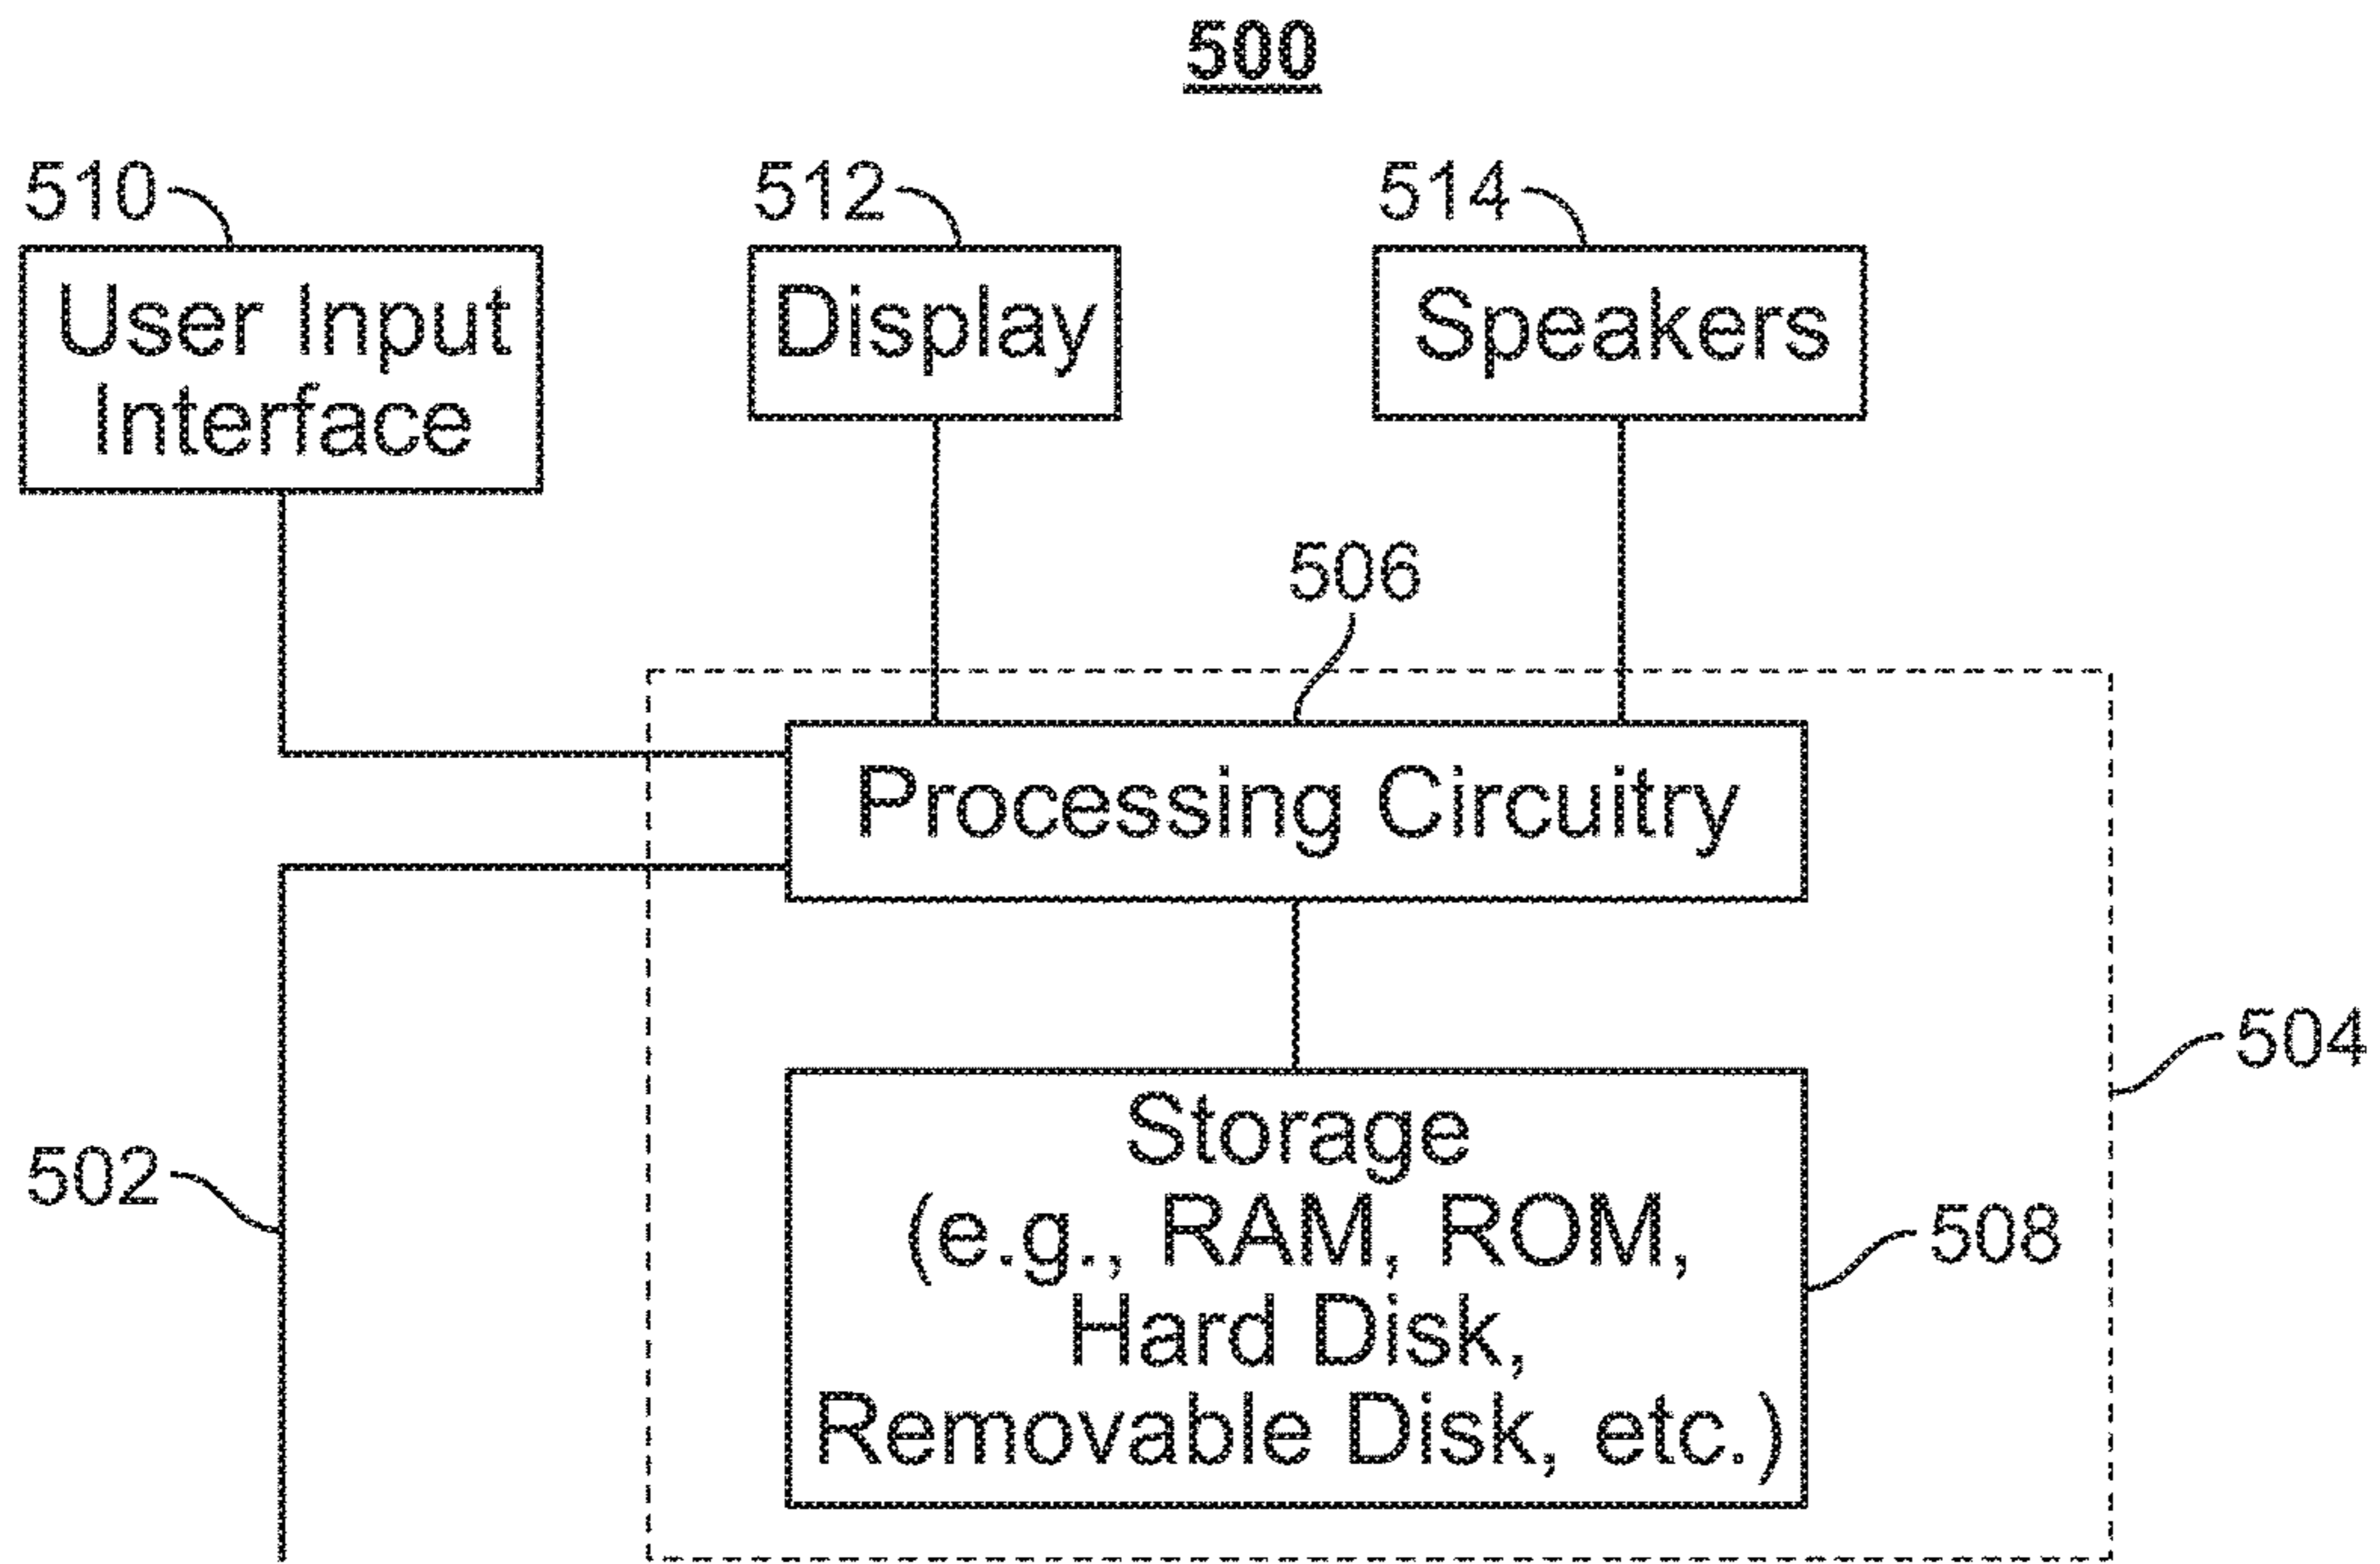 500
510
512
514
User Input
Interface
Display
Speakers
506
Processing Circuitry
504
502
Storage
(e.g., RAM, ROM,
Hard Disk,
Removable Disk, etc.)
508